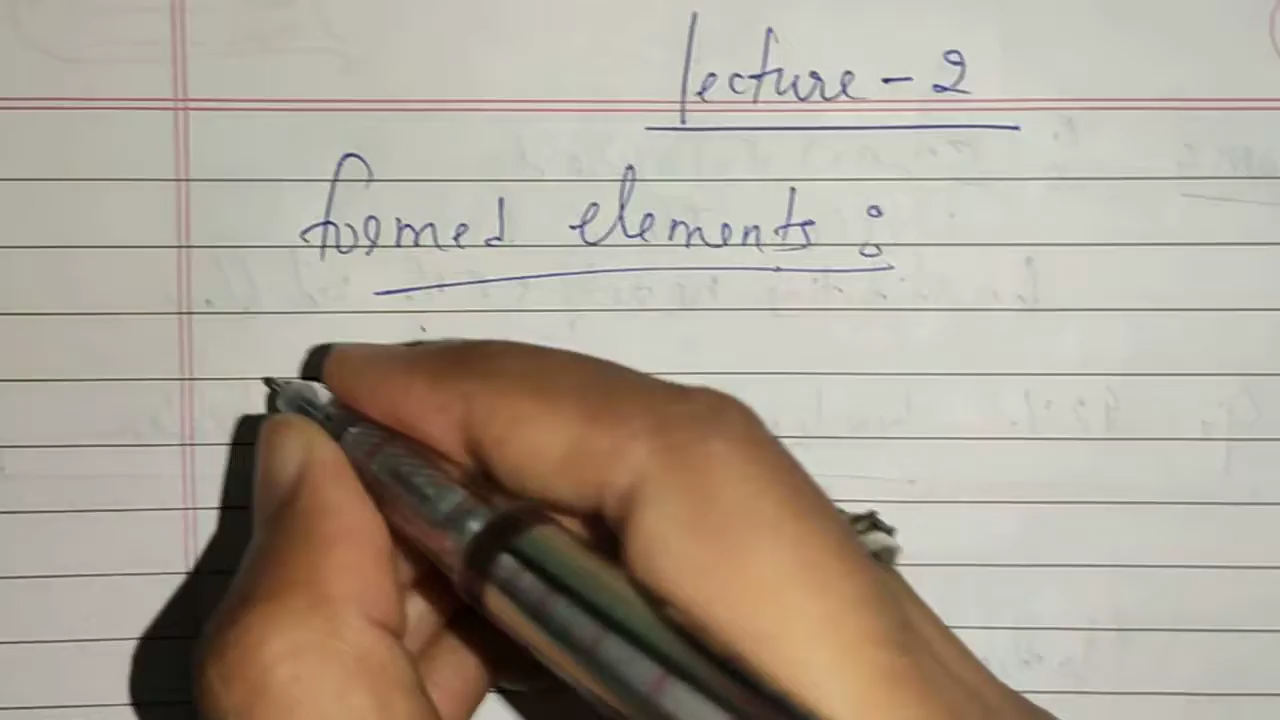 lecture - 2
formed elements :